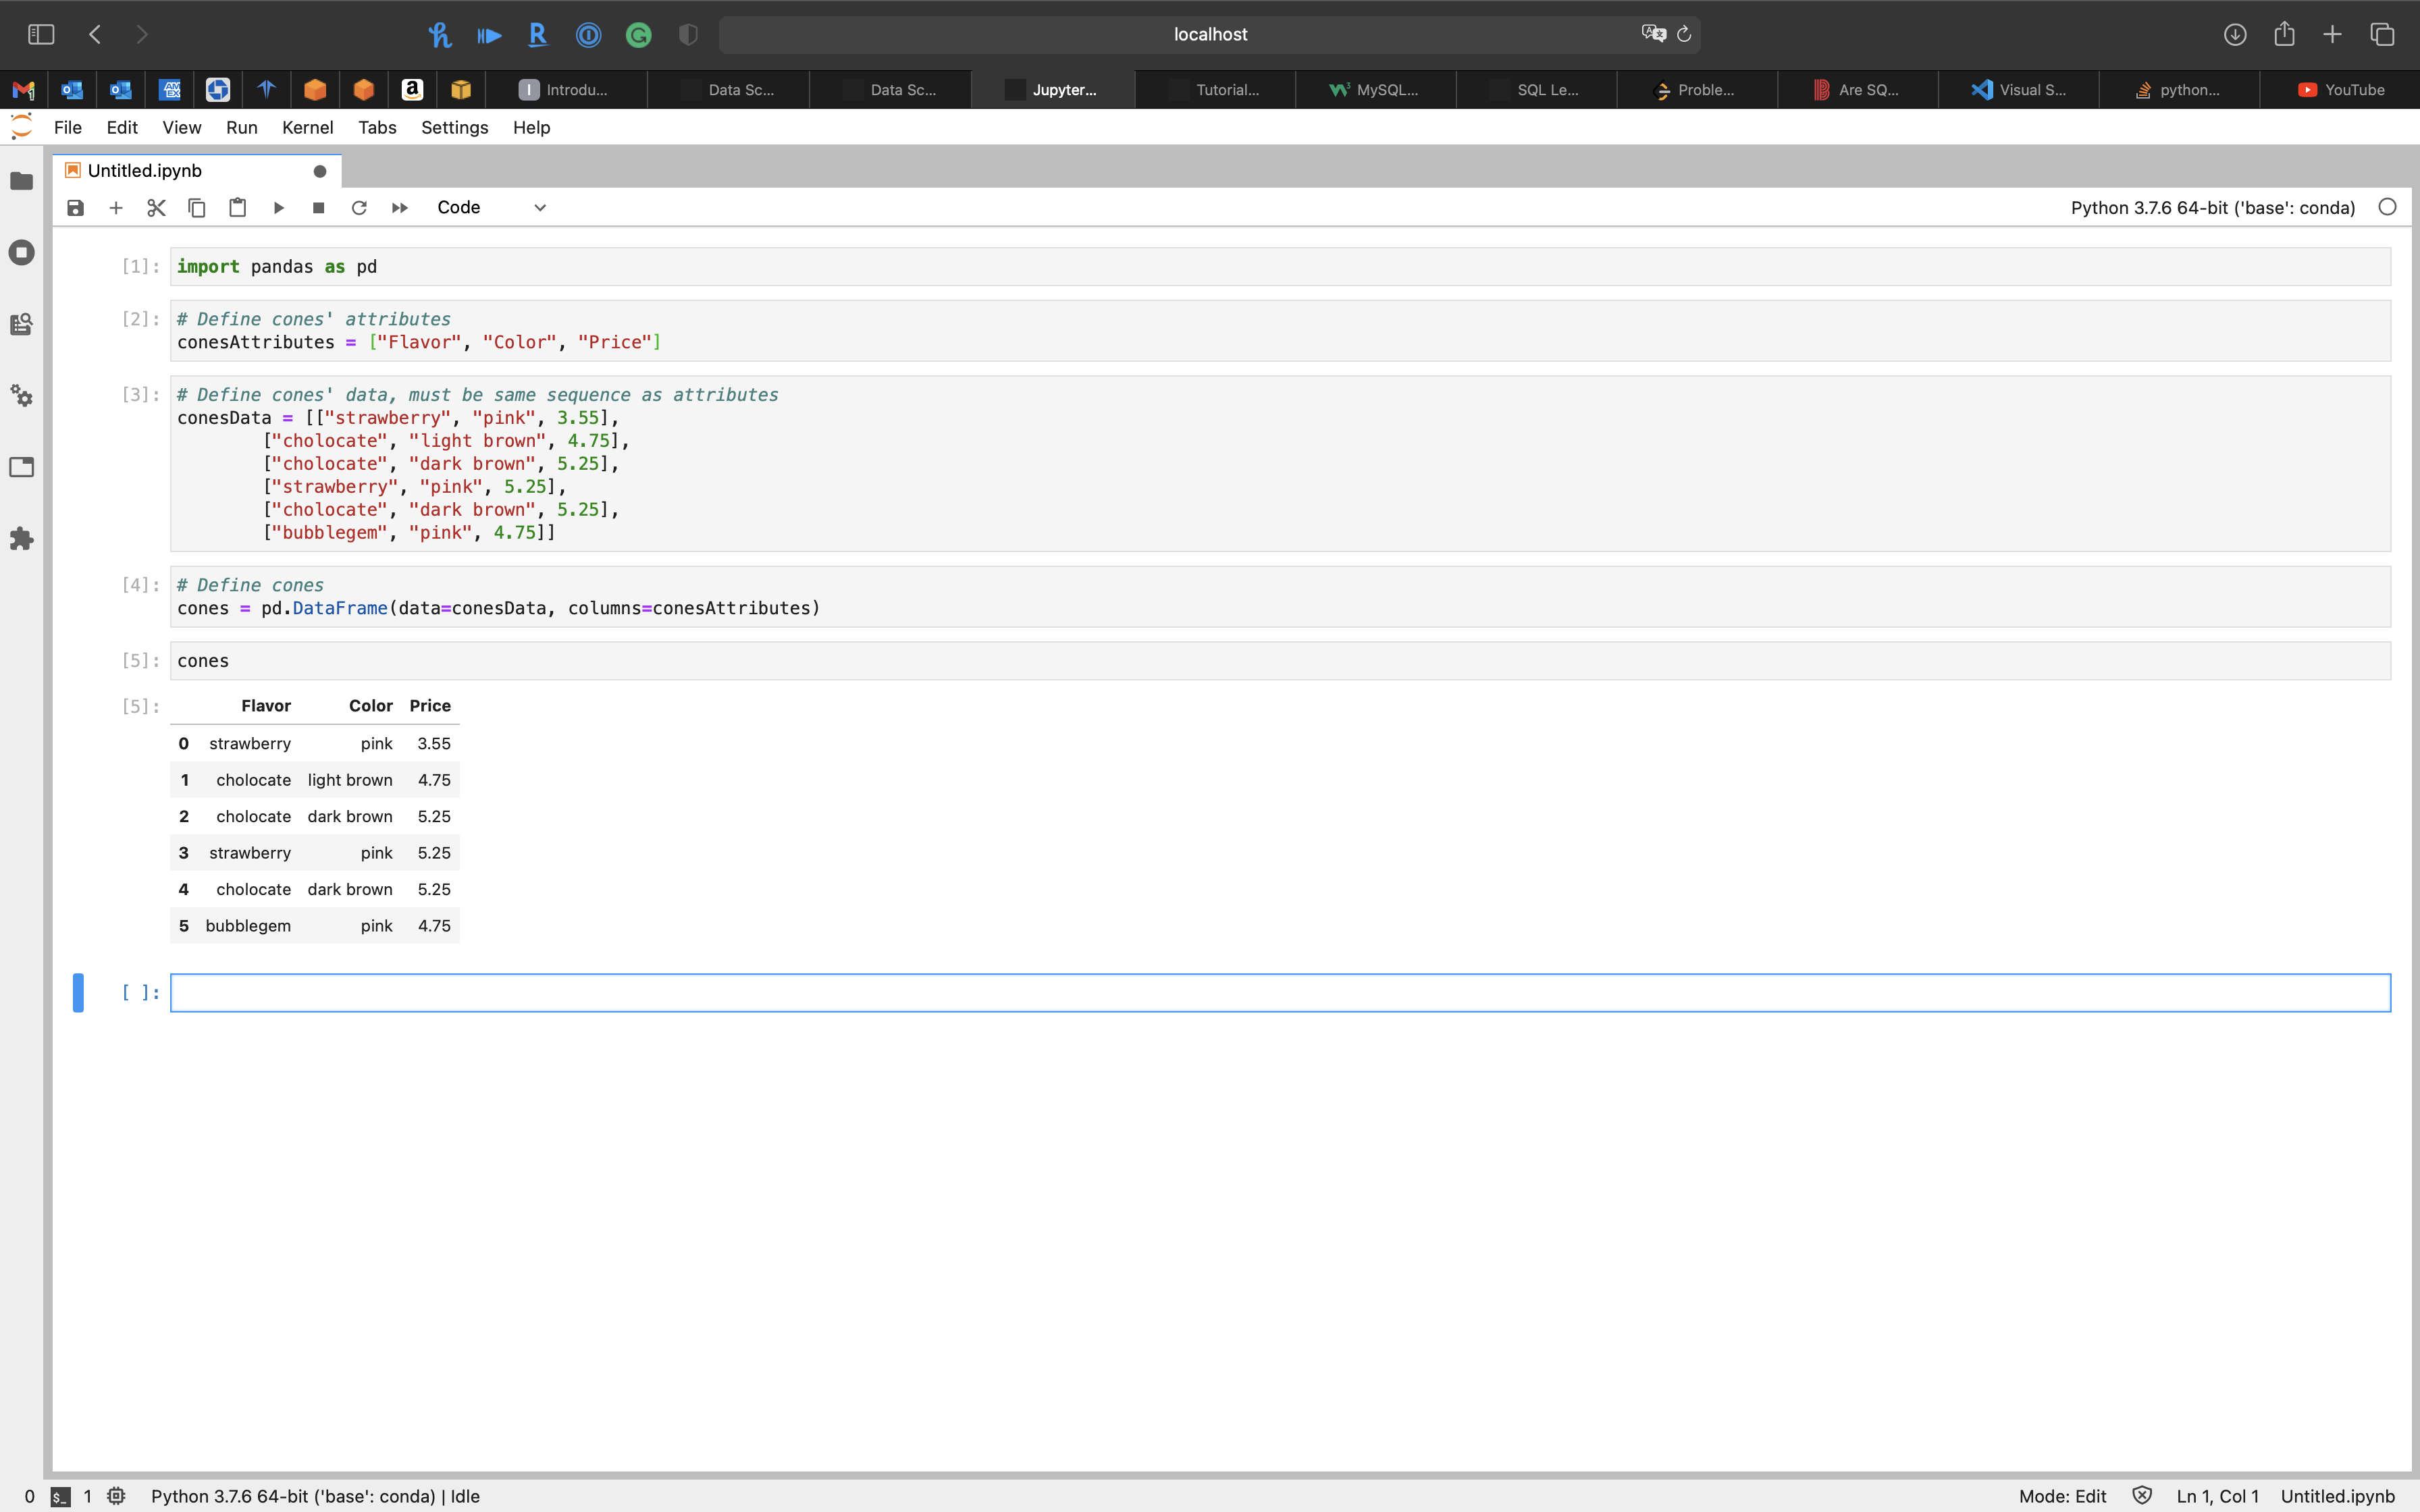 localhost
Introdu...
Data Sc...
Data Sc...
Jupyter...
Tutorial...
MySQL...
SQL Le...
Proble...
Are SQ...
Visual S...
python...
YouTube
File Edit View Run Kernel Tabs Settings Help
Untitled.ipynb
Code
Python 3.7.6 64-bit ('base': conda)
[1]: import pandas as pd
[2]: # Define cones' attributes
conesAttributes = ["Flavor", "Color", "Price"]
[3]: # Define cones' data, must be same sequence as attributes
conesData = [["strawberry", "pink", 3.55],
["cholocate", "light brown", 4.75],
["cholocate", "dark brown", 5.25],
["strawberry", "pink", 5.25],
["cholocate", "dark brown", 5.25],
["bubblegem", "pink", 4.75]]
[4]: # Define cones
cones = pd.DataFrame(data=conesData, columns=conesAttributes)
[5]: cones
[5]: Flavor Color Price
0 strawberry pink 3.55
1 cholocate light brown 4.75
2 cholocate dark brown 5.25
3 strawberry pink 5.25
4 cholocate dark brown 5.25
5 bubblegem pink 4.75
[ ]:
0 $_ 1 Python 3.7.6 64-bit ('base': conda) | Idle
Mode: Edit Ln 1, Col 1 Untitled.ipynb